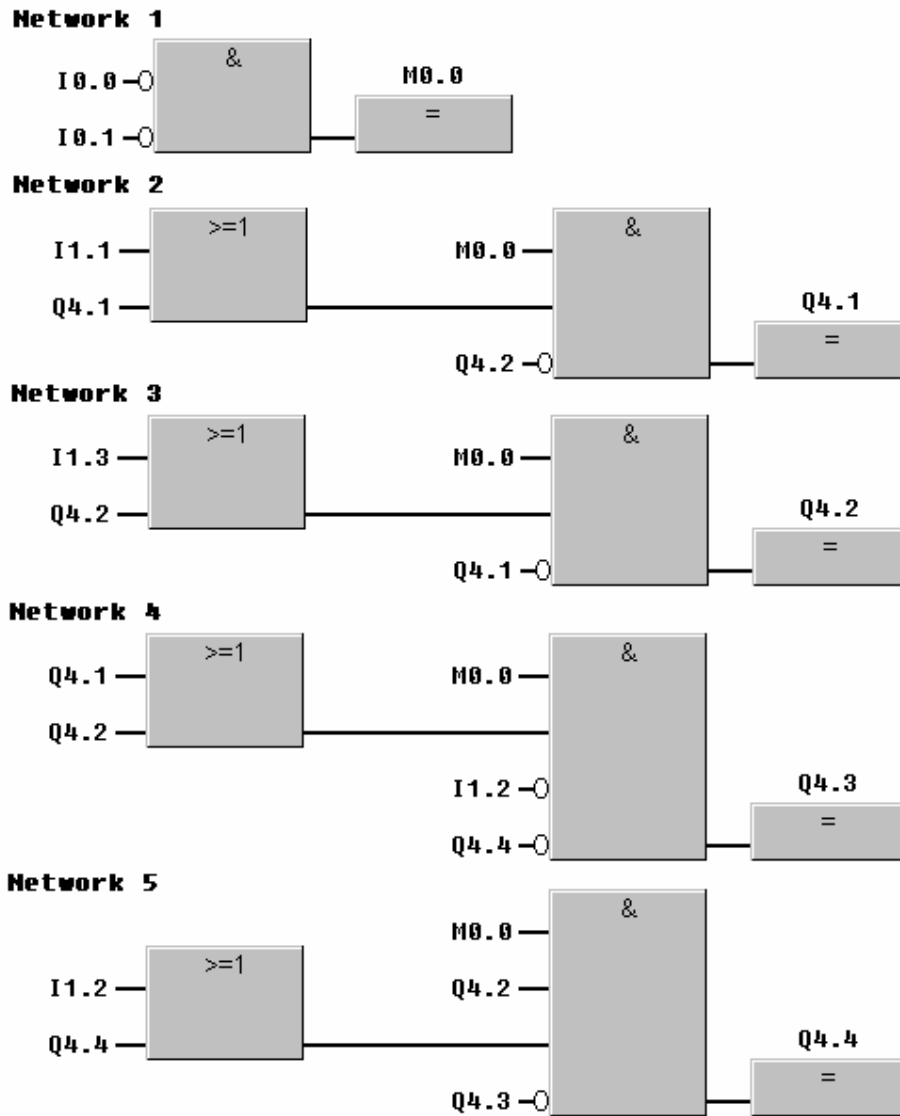 Network 1
&
M0.0
I0.0
=
I0.1
Network 2
>=1
&
I1.1
M0.0
Q4.1
Q4.1
=
Q4.2
Network 3
>=1
&
I1.3
M0.0
Q4.2
Q4.2
=
Q4.1
Network 4
>=1
&
Q4.1
M0.0
Q4.2
I1.2
Q4.3
=
Q4.4
Network 5
&
M0.0
>=1
I1.2
Q4.2
Q4.4
Q4.4
=
Q4.3